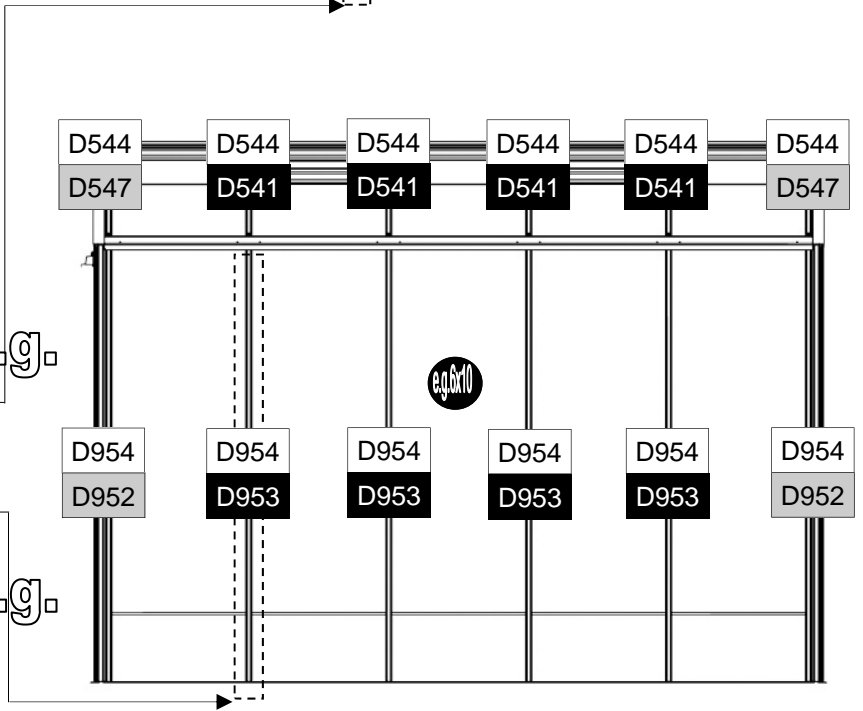 D544 D544 D544 D544 D544 D544
D547 D541 D541 D541 D541 D547
.g.
e.g.6x10
D954 D954 D954 D954 D954 D954
D952 D953 D953 D953 D953 D952
.g.